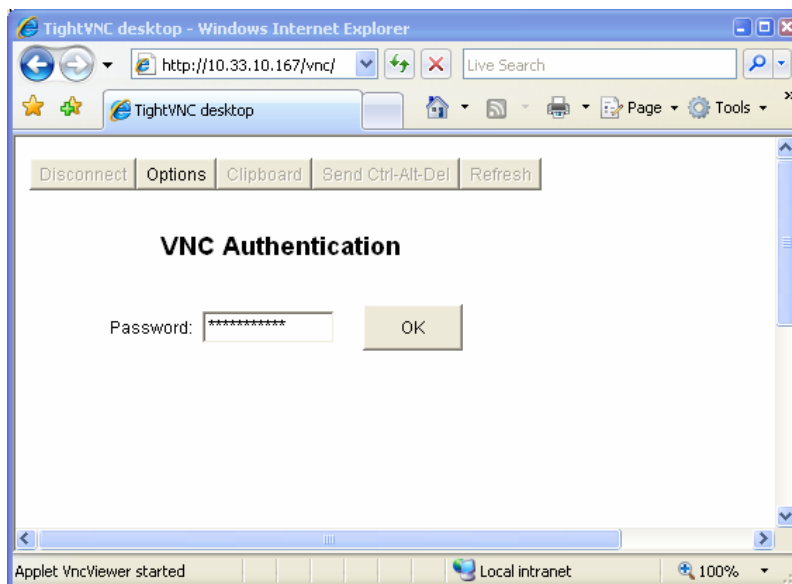 TightVNC desktop - Windows Internet Explorer
http://10.33.10.167/vnc/
Live Search
TightVNC desktop
Page
Tools
»
Disconnect Options Clipboard Send Ctrl-Alt-Del Refresh
VNC Authentication
Password: *********** OK
Applet VncViewer started
Local intranet
100%